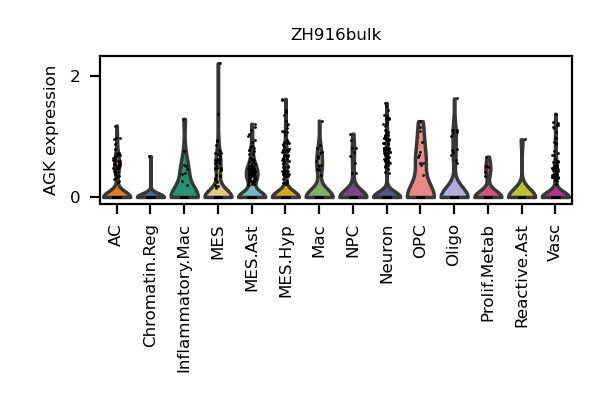 ZH916bulk
AGK expression
2
0
AC
Chromatin.Reg
Inflammatory.Mac
MES
MES.Ast
MES.Hyp
Mac
NPC
Neuron
OPC
Oligo
Prolif.Metab
Reactive.Ast
Vasc